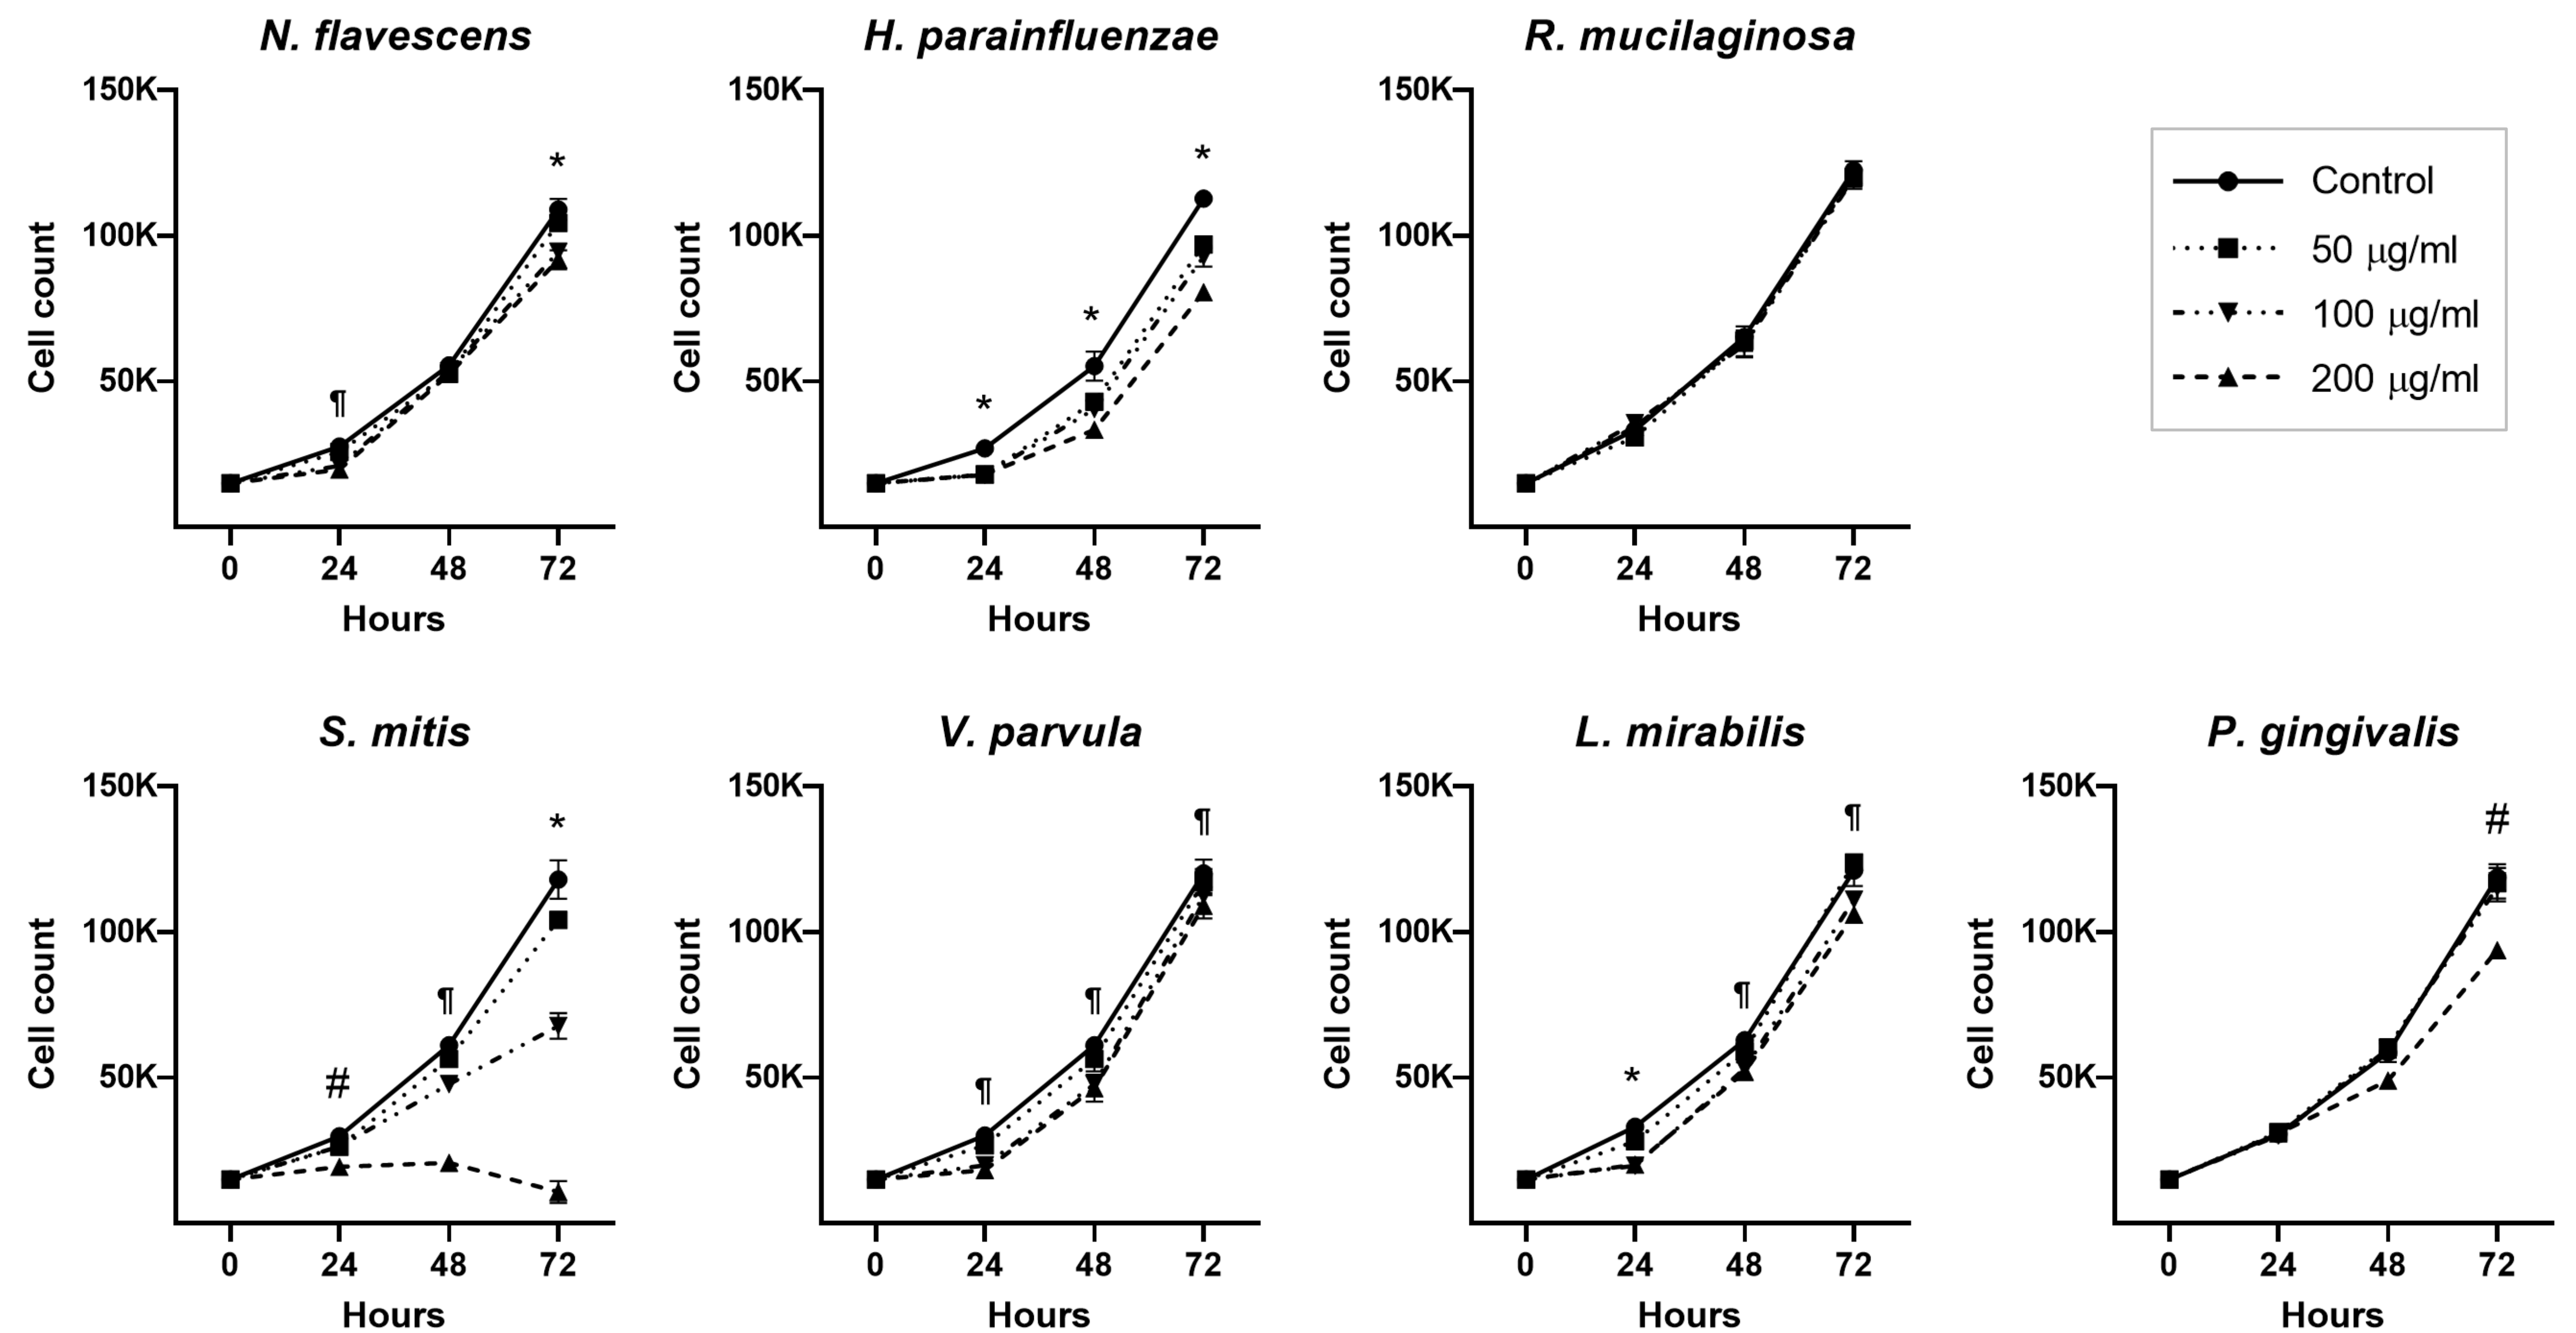 N. flavescens
150K
100K
50K
Cell count
*
¶
0 24 48 72
Hours
H. parainfluenzae
150K
100K
50K
Cell count
*
*
*
0 24 48 72
Hours
R. mucilaginosa
150K
100K
50K
Cell count
0 24 48 72
Hours
Control
50 µg/ml
100 µg/ml
200 µg/ml
S. mitis
150K
100K
50K
Cell count
*
¶
#
0 24 48 72
Hours
V. parvula
150K
100K
50K
Cell count
¶
¶
¶
0 24 48 72
Hours
L. mirabilis
150K
100K
50K
Cell count
¶
¶
*
0 24 48 72
Hours
P. gingivalis
150K
100K
50K
Cell count
#
0 24 48 72
Hours